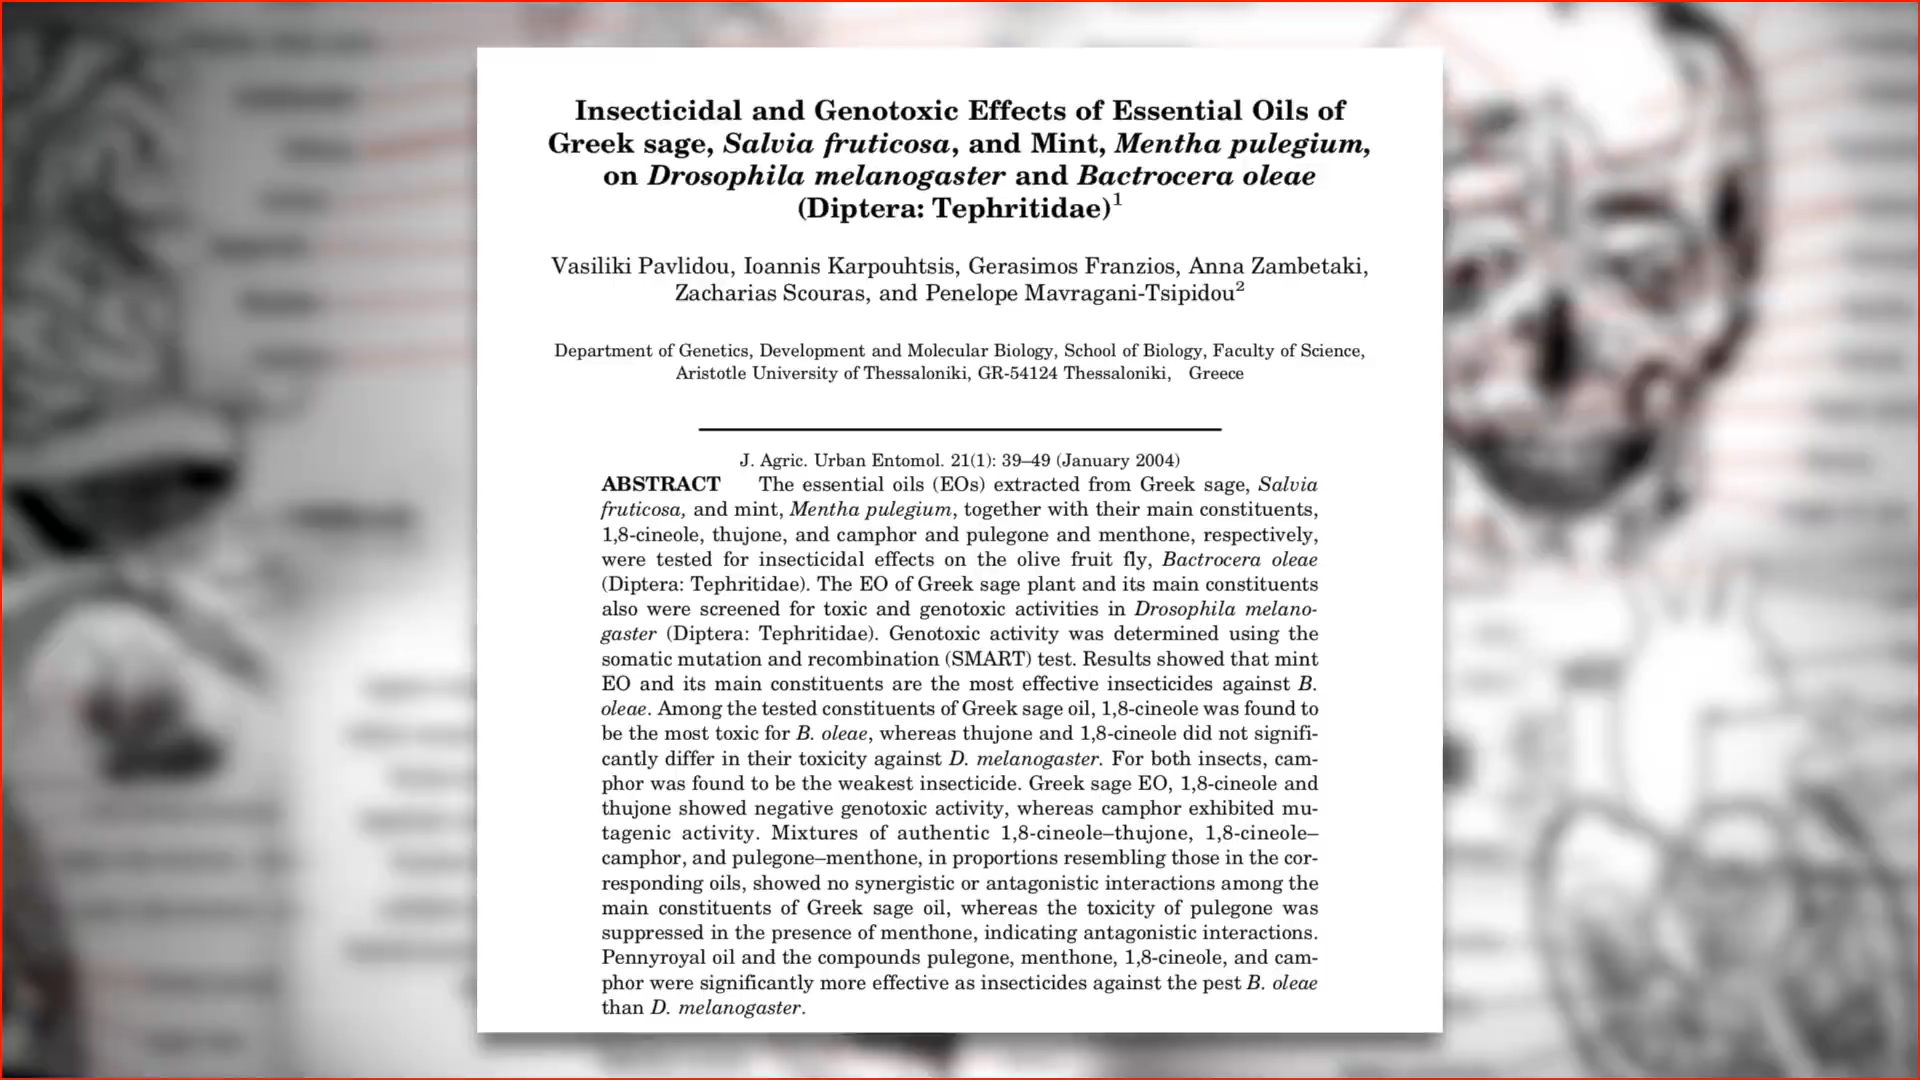 Insecticidal and Genotoxic Effects of Essential Oils of
Greek sage, Salvia fruticosa, and Mint, Mentha pulegium,
on Drosophila melanogaster and Bactrocera oleae
(Diptera: Tephritidae)¹
Vasiliki Pavlidou, Ioannis Karpouhtsis, Gerasimos Franzios, Anna Zambetaki,
Zacharias Scouras, and Penelope Mavragani-Tsipidou²
Department of Genetics, Development and Molecular Biology, School of Biology, Faculty of Science,
Aristotle University of Thessaloniki, GR-54124 Thessaloniki, Greece
J. Agric. Urban Entomol. 21(1): 39–49 (January 2004)
ABSTRACT The essential oils (EOs) extracted from Greek sage, Salvia
fruticosa, and mint, Mentha pulegium, together with their main constituents,
1,8-cineole, thujone, and camphor and pulegone and menthone, respectively,
were tested for insecticidal effects on the olive fruit fly, Bactrocera oleae
(Diptera: Tephritidae). The EO of Greek sage plant and its main constituents
also were screened for toxic and genotoxic activities in Drosophila melano-
gaster (Diptera: Tephritidae). Genotoxic activity was determined using the
somatic mutation and recombination (SMART) test. Results showed that mint
EO and its main constituents are the most effective insecticides against B.
oleae. Among the tested constituents of Greek sage oil, 1,8-cineole was found to
be the most toxic for B. oleae, whereas thujone and 1,8-cineole did not signifi-
cantly differ in their toxicity against D. melanogaster. For both insects, cam-
phor was found to be the weakest insecticide. Greek sage EO, 1,8-cineole and
thujone showed negative genotoxic activity, whereas camphor exhibited mu-
tagenic activity. Mixtures of authentic 1,8-cineole–thujone, 1,8-cineole–
camphor, and pulegone–menthone, in proportions resembling those in the cor-
responding oils, showed no synergistic or antagonistic interactions among the
main constituents of Greek sage oil, whereas the toxicity of pulegone was
suppressed in the presence of menthone, indicating antagonistic interactions.
Pennyroyal oil and the compounds pulegone, menthone, 1,8-cineole, and cam-
phor were significantly more effective as insecticides against the pest B. oleae
than D. melanogaster.